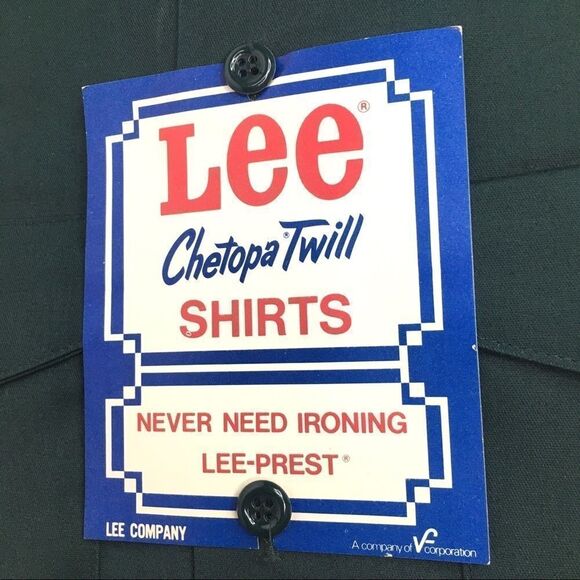 Lee®
Chetopa® Twill
SHIRTS
NEVER NEED IRONING
LEE-PREST®
LEE COMPANY
A company of VF corporation